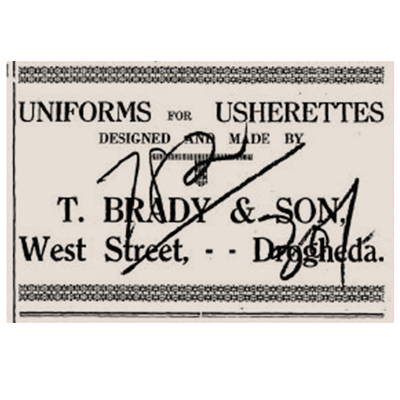 UNIFORMS FOR USHERETTES
DESIGNED AND MADE BY
T. BRADY & SON,
West Street, - - Drogheda.